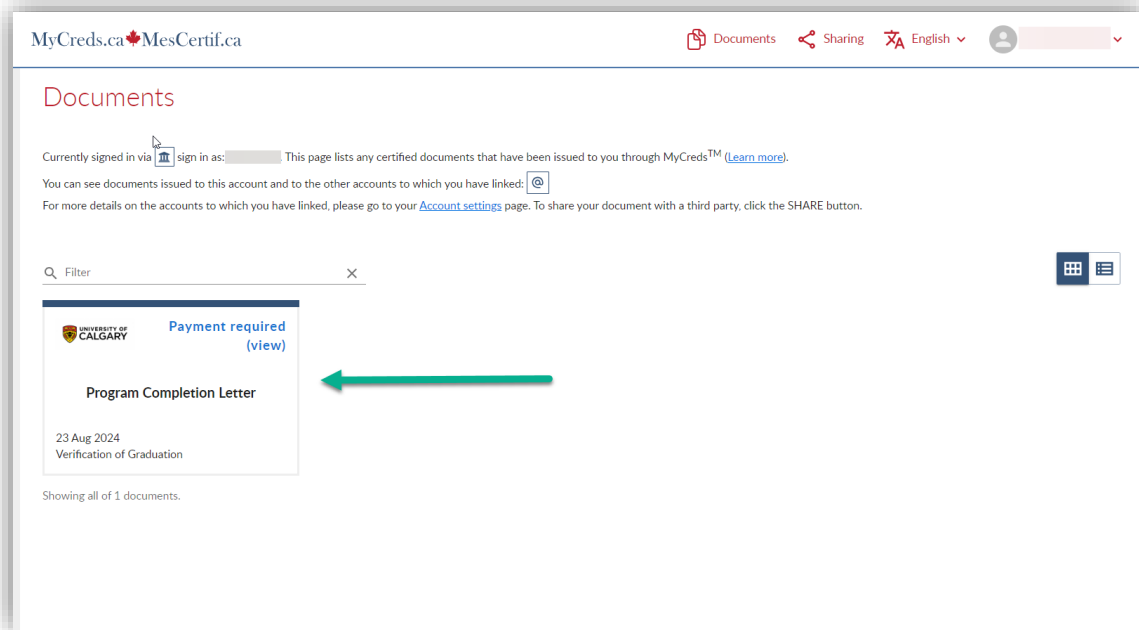 MyCreds.ca MesCertif.ca
Documents Sharing English
Documents
Currently signed in via sign in as: . This page lists any certified documents that have been issued to you through MyCreds™ (Learn more).
You can see documents issued to this account and to the other accounts to which you have linked: @
For more details on the accounts to which you have linked, please go to your Account settings page. To share your document with a third party, click the SHARE button.
Filter
UNIVERSITY OF
CALGARY
Payment required
(view)
Program Completion Letter
23 Aug 2024
Verification of Graduation
Showing all of 1 documents.